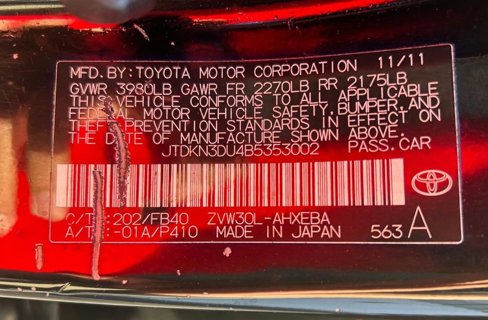 MFD. BY: TOYOTA MOTOR CORPORATION 11/11
GVWR 3980LB GAWR FR 2270LB RR 2175LB
THIS VEHICLE CONFORMS TO ALL APPLICABLE
FEDERAL MOTOR VEHICLE SAFETY, BUMPER, AND
THEFT PREVENTION STANDARDS IN EFFECT ON
THE DATE OF MANUFACTURE SHOWN ABOVE.
JTDKN3DU4B5353002 PASS. CAR
C/T: 202/FB40 ZVW30L-AHXEBA
A/T: -01A/P410 MADE IN JAPAN 563 A